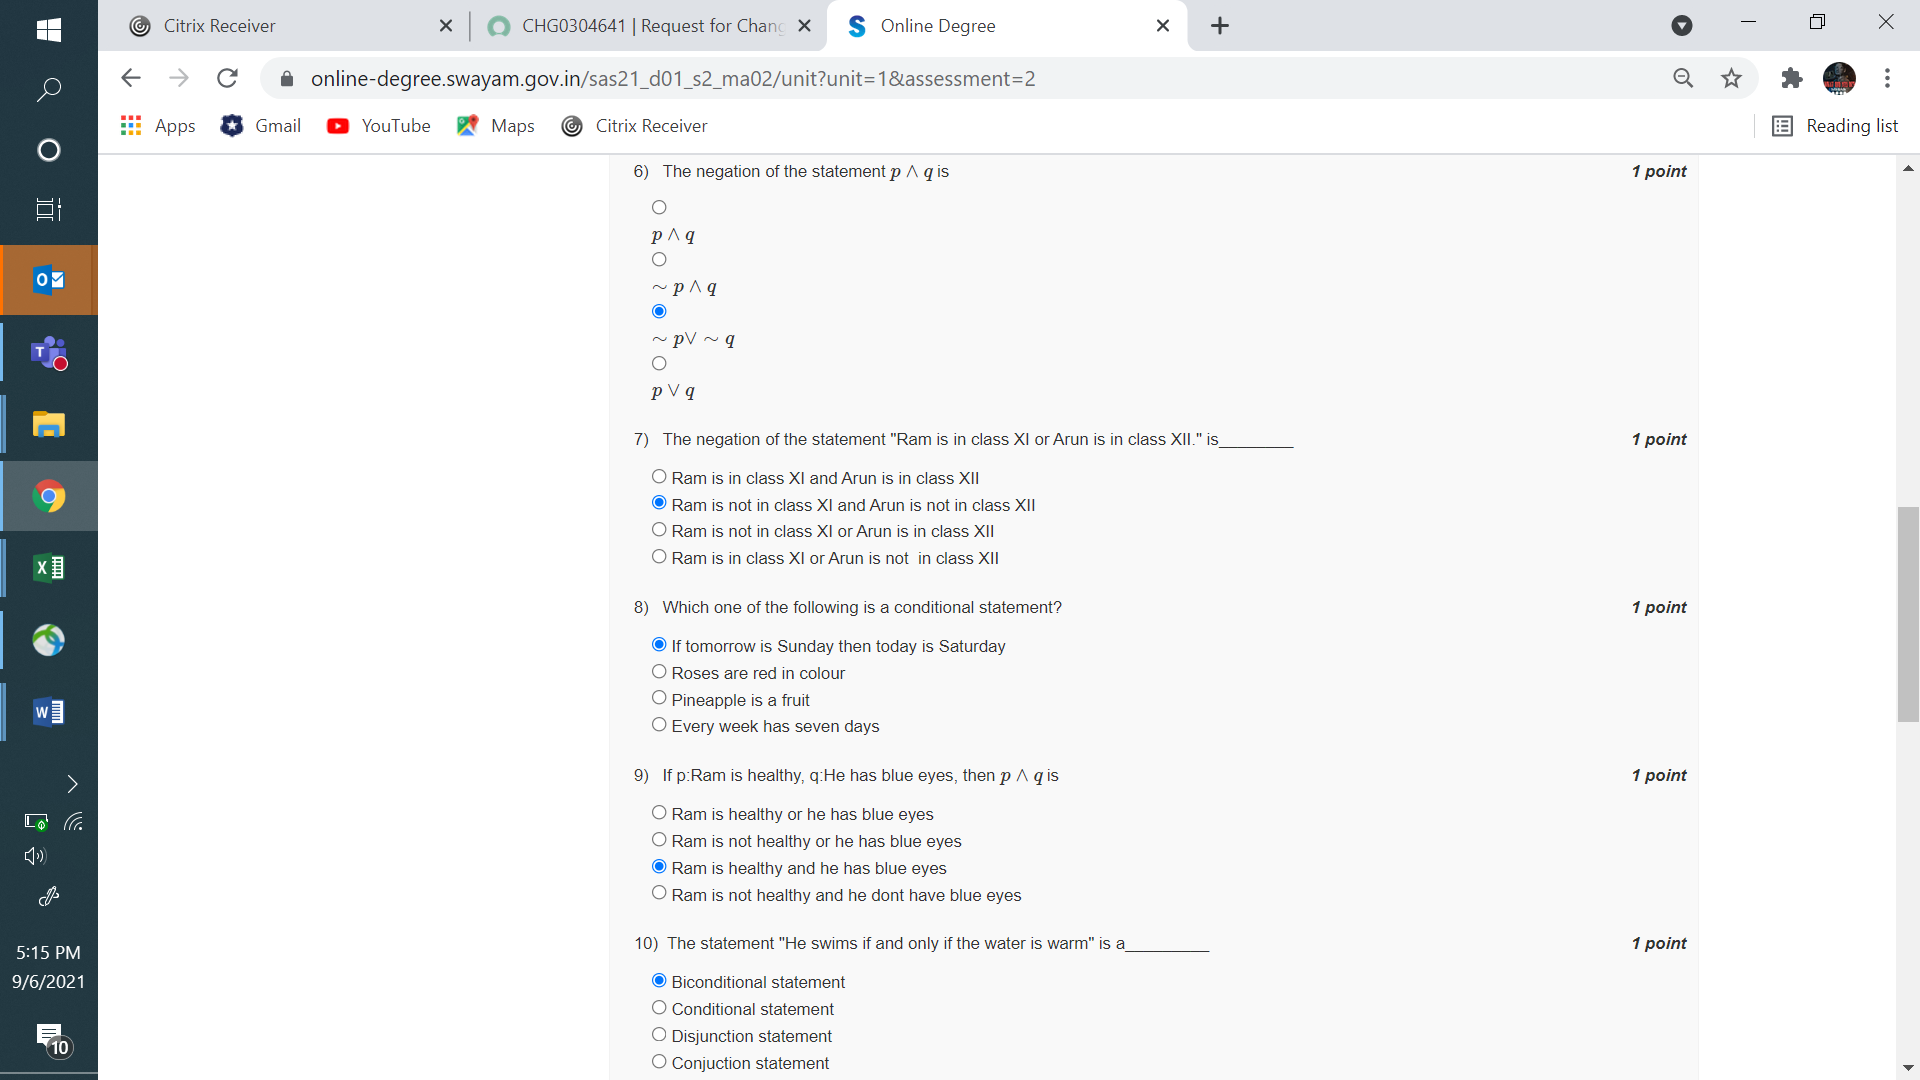 Citrix Receiver
CHG0304641 | Request for Chang
Online Degree
online-degree.swayam.gov.in/sas21_d01_s2_ma02/unit?unit=1&assessment=2
Apps
Gmail
YouTube
Maps
Citrix Receiver
Reading list
6) The negation of the statement p ∧ q is
1 point
p ∧ q
∼ p ∧ q
∼ p∨ ∼ q
p ∨ q
7) The negation of the statement "Ram is in class XI or Arun is in class XII." is________
1 point
Ram is in class XI and Arun is in class XII
Ram is not in class XI and Arun is not in class XII
Ram is not in class XI or Arun is in class XII
Ram is in class XI or Arun is not in class XII
8) Which one of the following is a conditional statement?
1 point
If tomorrow is Sunday then today is Saturday
Roses are red in colour
Pineapple is a fruit
Every week has seven days
9) If p:Ram is healthy, q:He has blue eyes, then p ∧ q is
1 point
Ram is healthy or he has blue eyes
Ram is not healthy or he has blue eyes
Ram is healthy and he has blue eyes
Ram is not healthy and he dont have blue eyes
10) The statement "He swims if and only if the water is warm" is a_________
1 point
Biconditional statement
Conditional statement
Disjunction statement
Conjuction statement
5:15 PM
9/6/2021
10